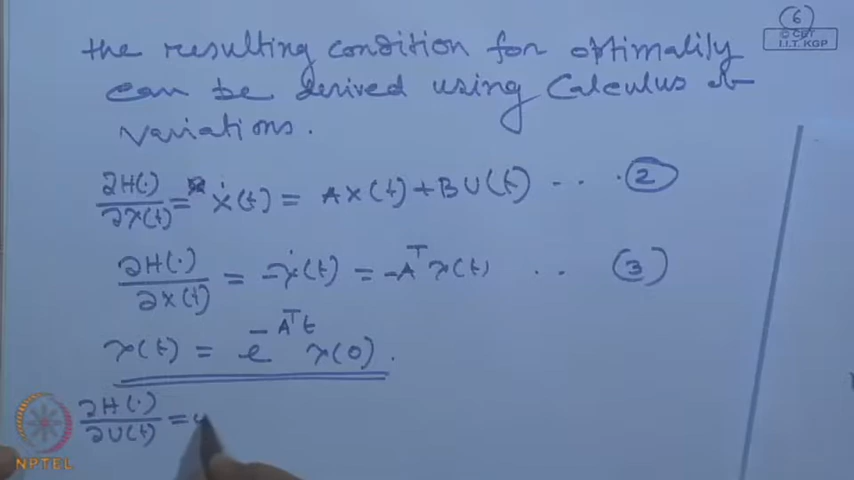 6
© CET
I.I.T. KGP
the resulting condition for optimality
can be derived using Calculus of
variations.
∂H(·)/∂λ(t) = ẋ(t) = Ax(t) + BU(t) -·· ② 
∂H(·)/∂x(t) = -λ̇(t) = -Aᵀλ(t) ·· ③
λ(t) = e^(-Aᵀt) λ(0).
∂H(·)/∂U(t) =
NPTEL